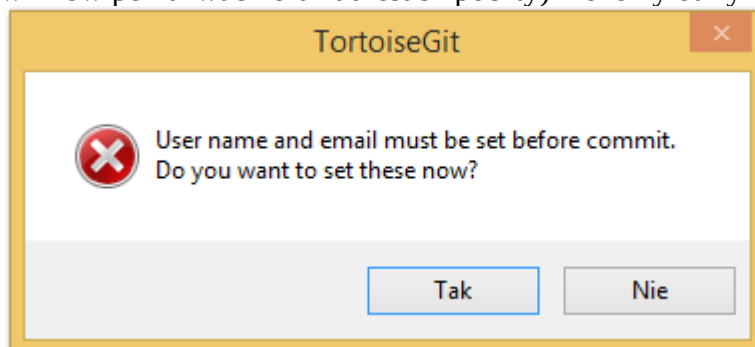 TortoiseGit
User name and email must be set before commit.
Do you want to set these now?
Tak
Nie